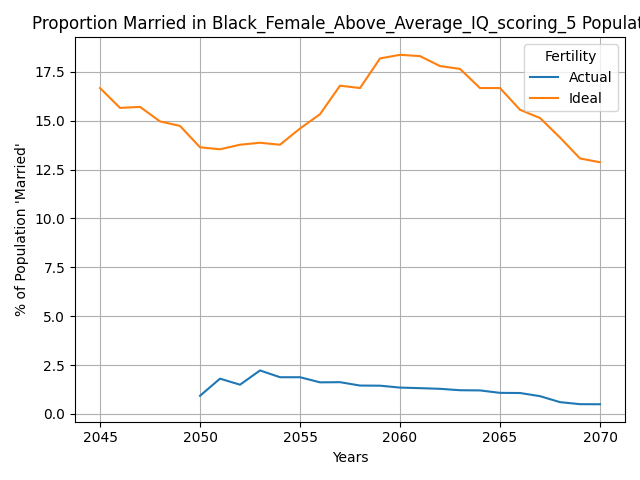 Proportion Married in Black_Female_Above_Average_IQ_scoring_5 Populat
Fertility
Actual
Ideal
17.5
15.0
12.5
10.0
7.5
5.0
2.5
0.0
% of Population 'Married'
2045 2050 2055 2060 2065 2070
Years